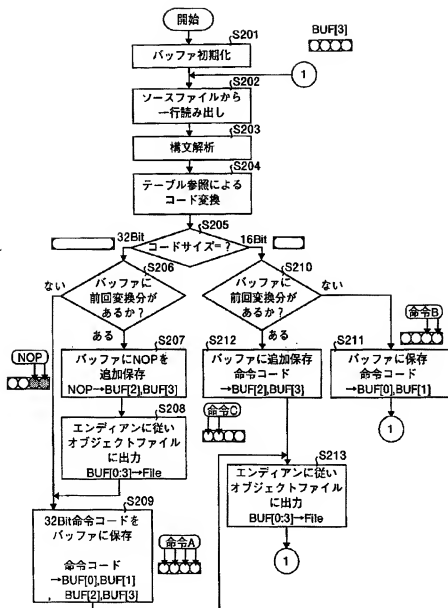 開始
S201
BUF[3]
バッファ初期化
1
S202
ソースファイルから
一行読み出し
S203
構文解析
S204
テーブル参照による
コード変換
S205
32Bit
コードサイズ=?
16Bit
S206
バッファに
前回変換分が
あるか?
ない
ある
S210
バッファに
前回変換分が
あるか?
ない
ある
S207
NOP
バッファにNOPを
追加保存
NOP→BUF[2],BUF[3]
S212
バッファに追加保存
命令コード
→BUF[2],BUF[3]
命令B
S211
バッファに保存
命令コード
→BUF[0],BUF[1]
1
S208
エンディアンに従い
オブジェクトファイル
に出力
BUF[0:3]→File
命令C
S213
エンディアンに従い
オブジェクトファイル
に出力
BUF[0:3]→File
1
S209
32Bit命令コードを
バッファに保存
命令コード
→BUF[0],BUF[1]
BUF[2],BUF[3]
命令A